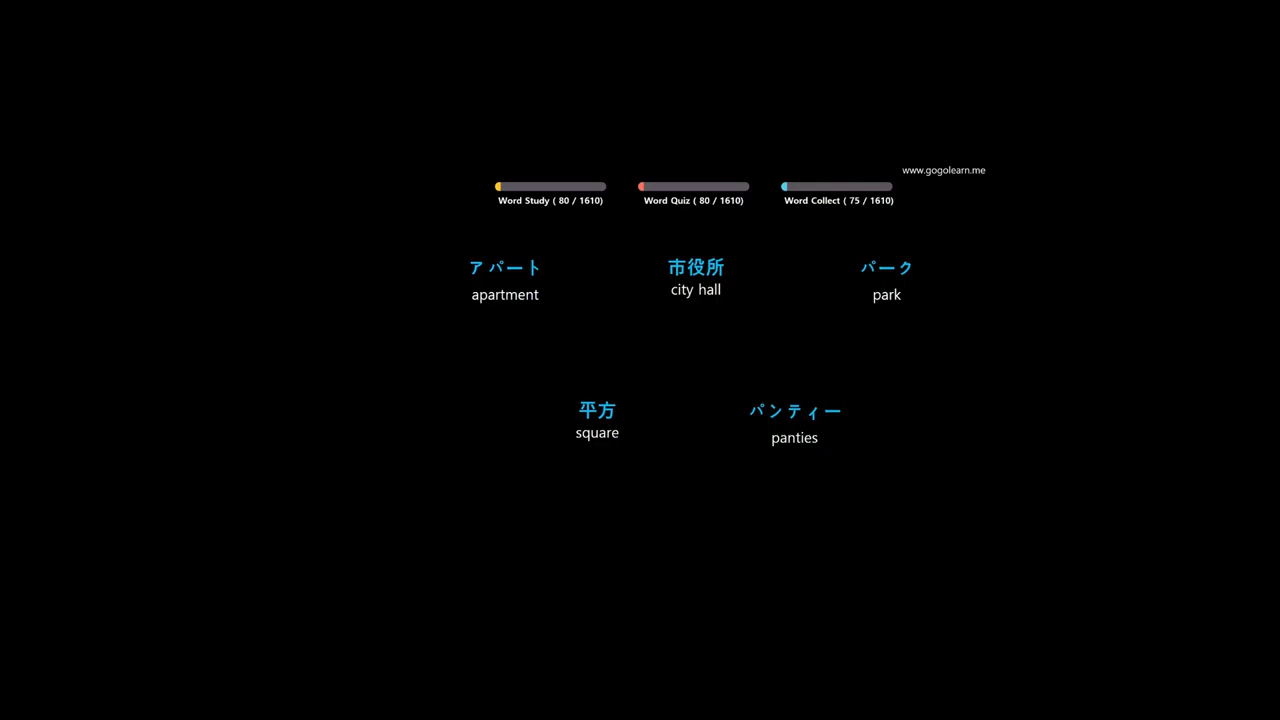 www.gogolearn.me
Word Study ( 80 / 1610)
Word Quiz ( 80 / 1610)
Word Collect ( 75 / 1610)
アパート
apartment
市役所
city hall
パーク
park
平方
square
パンティー
panties